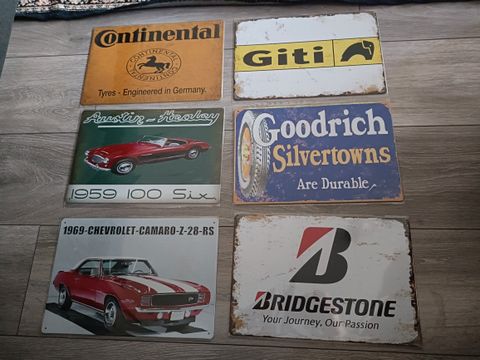 Continental
CONTINENTAL
CONTINENTAL
Tyres - Engineered in Germany.
Giti
Austin-Healey
1959 100 Six
Goodrich
Silvertowns
Are Durable
1969-CHEVROLET-CAMARO-Z-28-RS
BRIDGESTONE
Your Journey, Our Passion